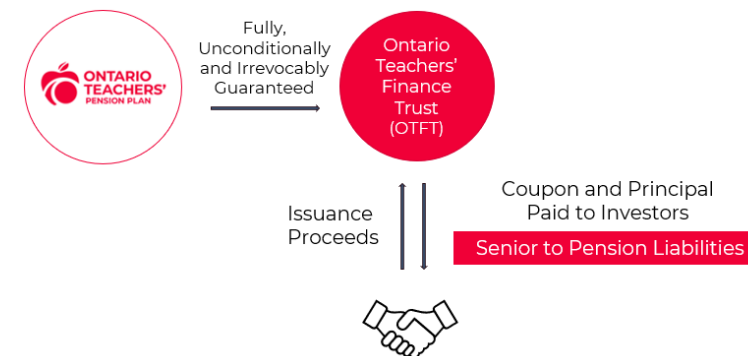 Fully,
Unconditionally
and Irrevocably
Guaranteed
ONTARIO
TEACHERS'
PENSION PLAN
Ontario
Teachers'
Finance
Trust
(OTFT)
Issuance
Proceeds
Coupon and Principal
Paid to Investors
Senior to Pension Liabilities